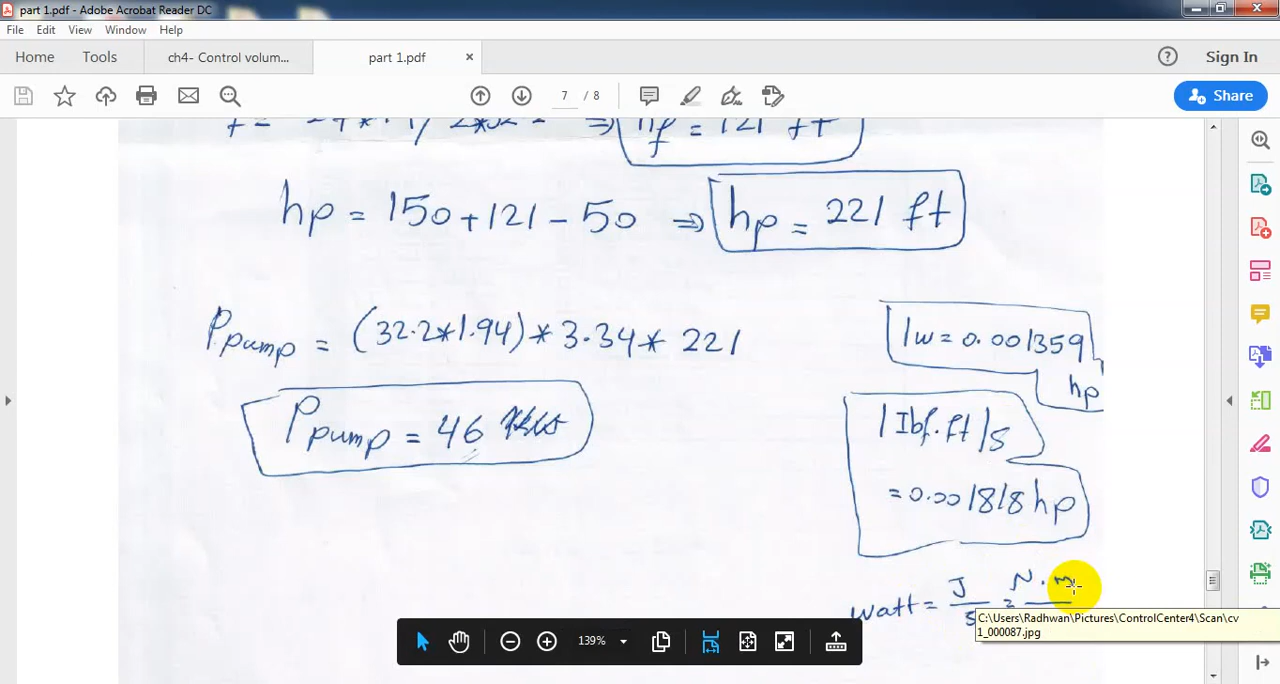 part 1.pdf - Adobe Acrobat Reader DC
File Edit View Window Help
Home Tools ch4- Control volum... part 1.pdf × Sign In
7 / 8 Share
hf = 121 ft
hp = 150+121-50 ⇒ hp = 221 ft
Ppump = (32.2*1.94)*3.34*221
1w=0.001359
hp
Ppump = 46
1 Ibf.ft/s
=0.001818hp
watt = J/s = N.m
C:\Users\Radhwan\Pictures\ControlCenter4\Scan\cv
1_000087.jpg
139%